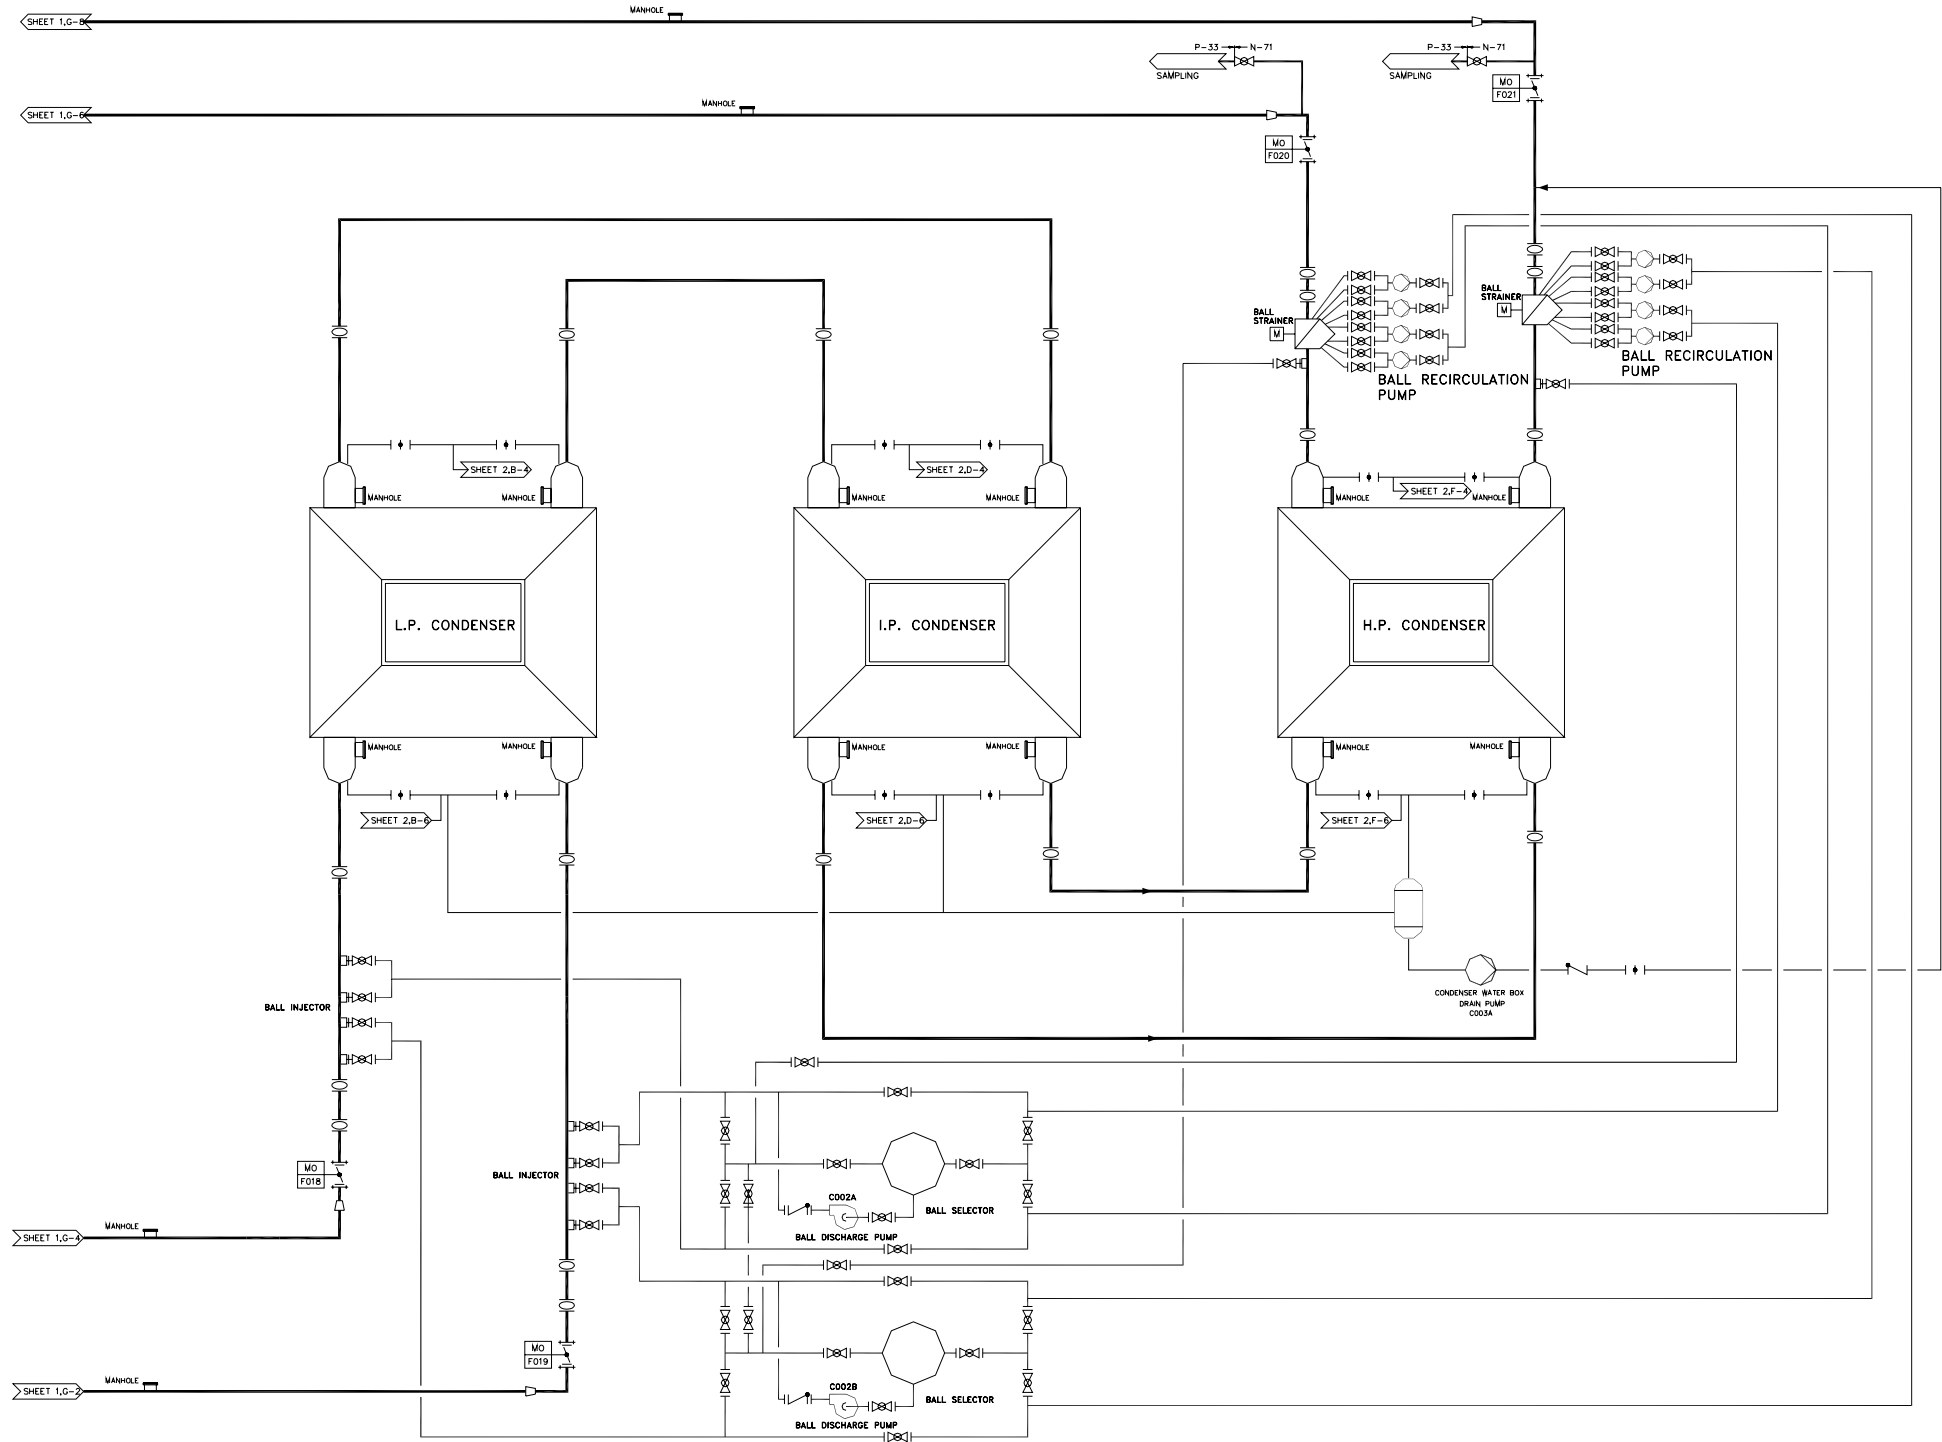 SHEET 1,G-8
MANHOLE
P-33
N-71
SAMPLING
P-33
N-71
SAMPLING
MO
F021
SHEET 1,G-6
MANHOLE
MO
F020
BALL
STRAINER
M
BALL RECIRCULATION
PUMP
BALL
STRAINER
M
BALL RECIRCULATION
PUMP
SHEET 2,B-4
MANHOLE
MANHOLE
SHEET 2,D-4
MANHOLE
MANHOLE
SHEET 2,F-4
MANHOLE
MANHOLE
L.P. CONDENSER
I.P. CONDENSER
H.P. CONDENSER
MANHOLE
MANHOLE
MANHOLE
MANHOLE
MANHOLE
MANHOLE
SHEET 2,B-6
SHEET 2,D-6
SHEET 2,F-6
CONDENSER WATER BOX
DRAIN PUMP
C003A
BALL INJECTOR
MO
F018
BALL INJECTOR
C002A
BALL SELECTOR
BALL DISCHARGE PUMP
SHEET 1,G-4
MANHOLE
MO
F019
C002B
BALL SELECTOR
BALL DISCHARGE PUMP
SHEET 1,G-2
MANHOLE